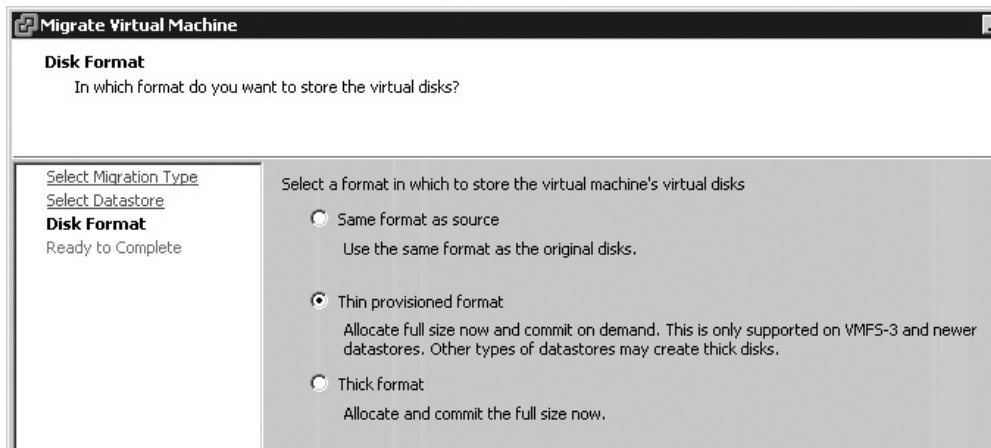 Migrate Virtual Machine
Disk Format
In which format do you want to store the virtual disks?
Select Migration Type
Select Datastore
Disk Format
Ready to Complete
Select a format in which to store the virtual machine's virtual disks
Same format as source
Use the same format as the original disks.
Thin provisioned format
Allocate full size now and commit on demand. This is only supported on VMFS-3 and newer
datastores. Other types of datastores may create thick disks.
Thick format
Allocate and commit the full size now.